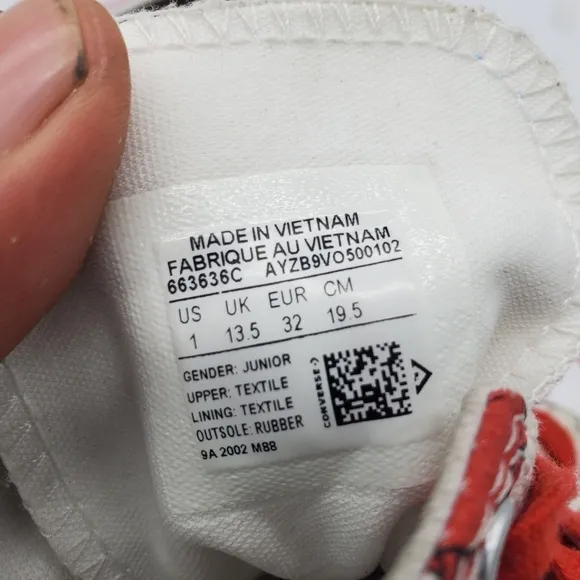 MADE IN VIETNAM
FABRIQUE AU VIETNAM
663636C AYZB9VO500102
US UK EUR CM
1 13.5 32 19.5
GENDER: JUNIOR
UPPER: TEXTILE
LINING: TEXTILE
OUTSOLE: RUBBER
9A 2002 M88
CONVERSE